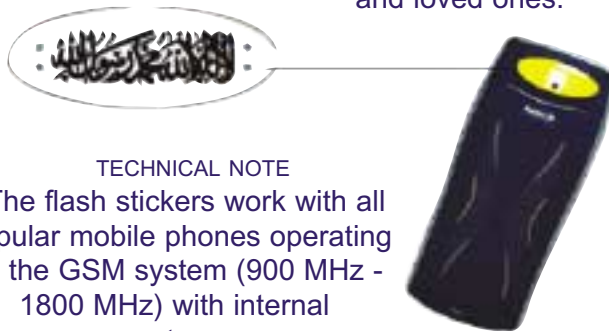 and loved ones.
لا إله إلا الله محمد رسول الله
TECHNICAL NOTE
The flash stickers work with all
pular mobile phones operating
the GSM system (900 MHz -
1800 MHz) with internal